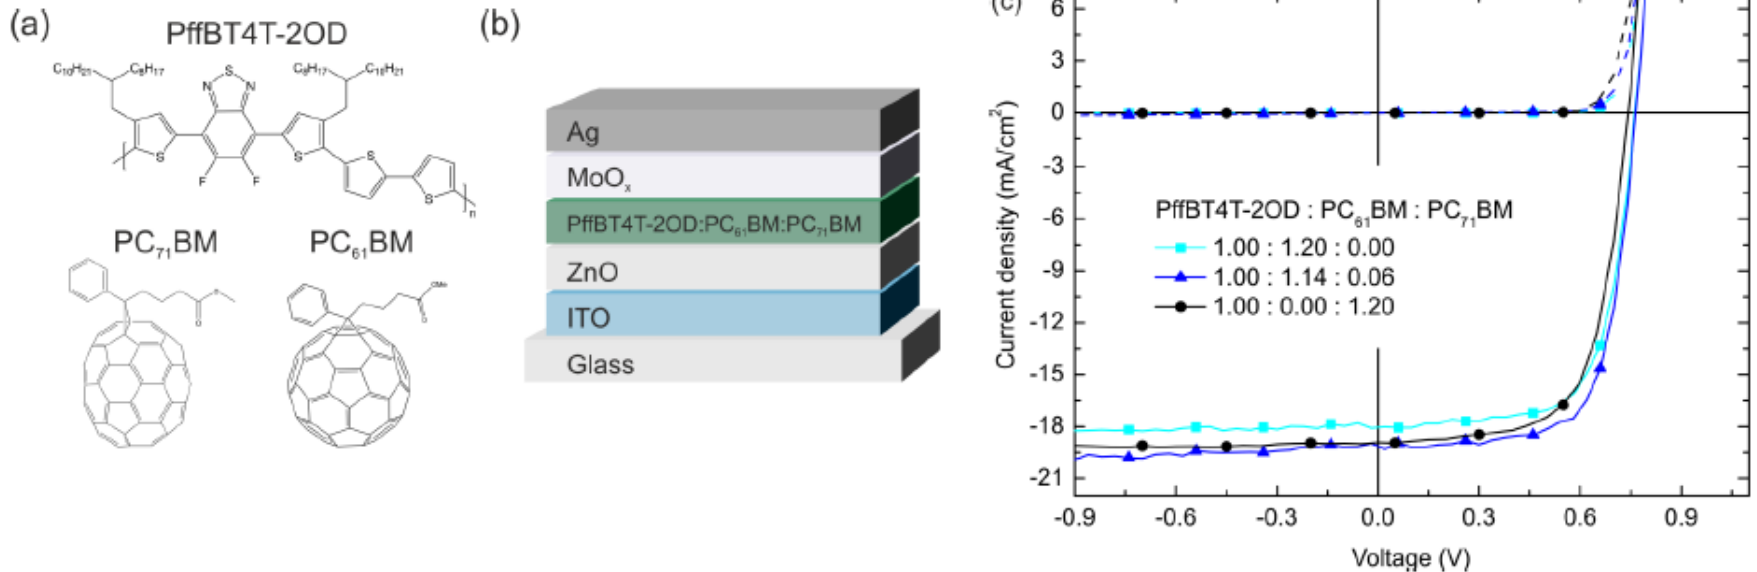 (a)
PffBT4T-2OD
C₁₀H₂₁ C₈H₁₇ C₈H₁₇ C₁₀H₂₁
S
N N
S S S S
F F
n
PC₇₁BM PC₆₁BM
O OMe
O O
(b)
Ag
MoOₓ
PffBT4T-2OD:PC₆₁BM:PC₇₁BM
ZnO
ITO
Glass
(c)
6
3
0
-3
-6
-9
-12
-15
-18
-21
Current density (mA/cm²)
PffBT4T-2OD : PC₆₁BM : PC₇₁BM
1.00 : 1.20 : 0.00
1.00 : 1.14 : 0.06
1.00 : 0.00 : 1.20
-0.9 -0.6 -0.3 0.0 0.3 0.6 0.9
Voltage (V)